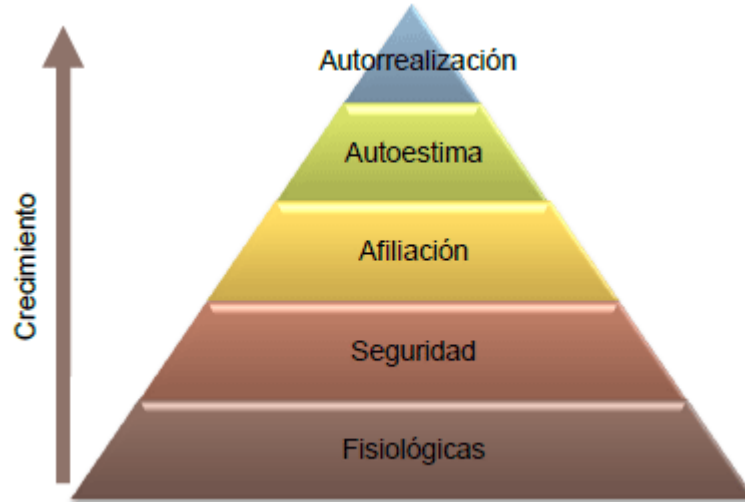 Autorrealización
Autoestima
Afiliación
Seguridad
Fisiológicas
Crecimiento